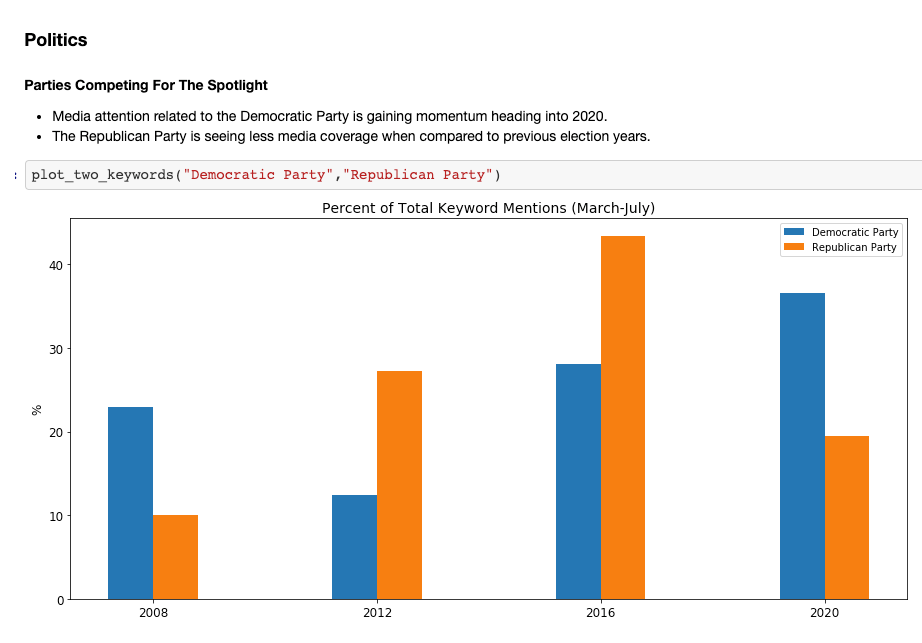 Politics
Parties Competing For The Spotlight
• Media attention related to the Democratic Party is gaining momentum heading into 2020.
• The Republican Party is seeing less media coverage when compared to previous election years.
: plot_two_keywords("Democratic Party","Republican Party")
Percent of Total Keyword Mentions (March-July)
Democratic Party
Republican Party
40
30
20
10
0
%
2008 2012 2016 2020